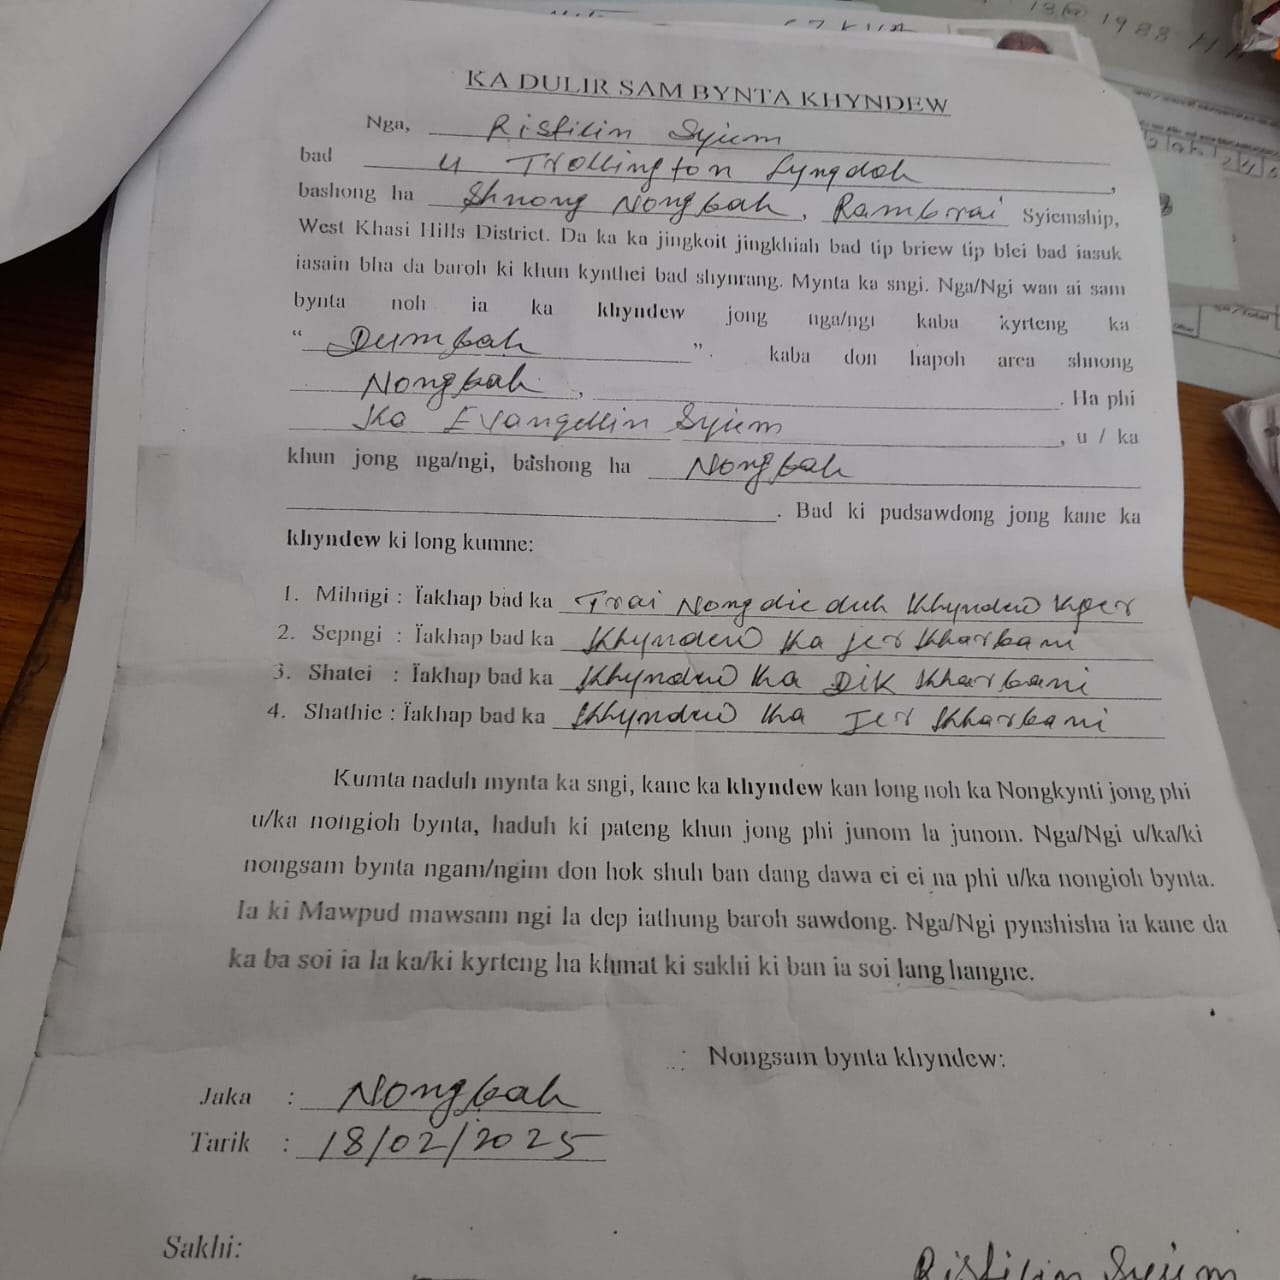 13@ 1988
KA DULIR SAM BYNTA KHYNDEW
Nga, Risfilin Syiem
bad u Trollington Lyngdoh,
bashong ha Shnong Nongbah, Rambrai Syiemship,
West Khasi Hills District. Da ka ka jingkoit jingkhiah bad tip briew tip blei bad iasuk
iasain bha da baroh ki khun kynthei bad shynrang. Mynta ka sngi. Nga/Ngi wan ai sam
bynta noh ia ka khyndew jong nga/ngi kaba kyrteng ka
“ Dumbah ”. kaba don hapoh area shnong
Nongbah, . Ha phi
Ka Evangellin Syiem, u / ka
khun jong nga/ngi, bashong ha Nongbah
. Bad ki pudsawdong jong kane ka
khyndew ki long kumne:
1. Mihngi : Ïakhap bad ka Trai Nongdie duh Khyndew kper
2. Sepngi : Ïakhap bad ka Khyndew Ka Jer Kharbani
3. Shatei : Ïakhap bad ka Khyndew Ka Dik Kharbani
4. Shathie : Ïakhap bad ka Khyndew Ka Jer Kharbani
Kumta naduh mynta ka sngi, kane ka khyndew kan long noh ka Nongkynti jong phi
u/ka nongioh bynta, haduh ki pateng khun jong phi junom la junom. Nga/Ngi u/ka/ki
nongsam bynta ngam/ngim don hok shuh ban dang dawa ei ei na phi u/ka nongioh bynta.
Ia ki Mawpud mawsam ngi la dep iathung baroh sawdong. Nga/Ngi pynshisha ia kane da
ka ba soi ia la ka/ki kyrteng ha khmat ki sakhi ki ban ia soi lang hangne.
Nongsam bynta khyndew:
Jaka : Nongbah
Tarik : 18/02/2025
Sakhi:
Risfilin Syiem